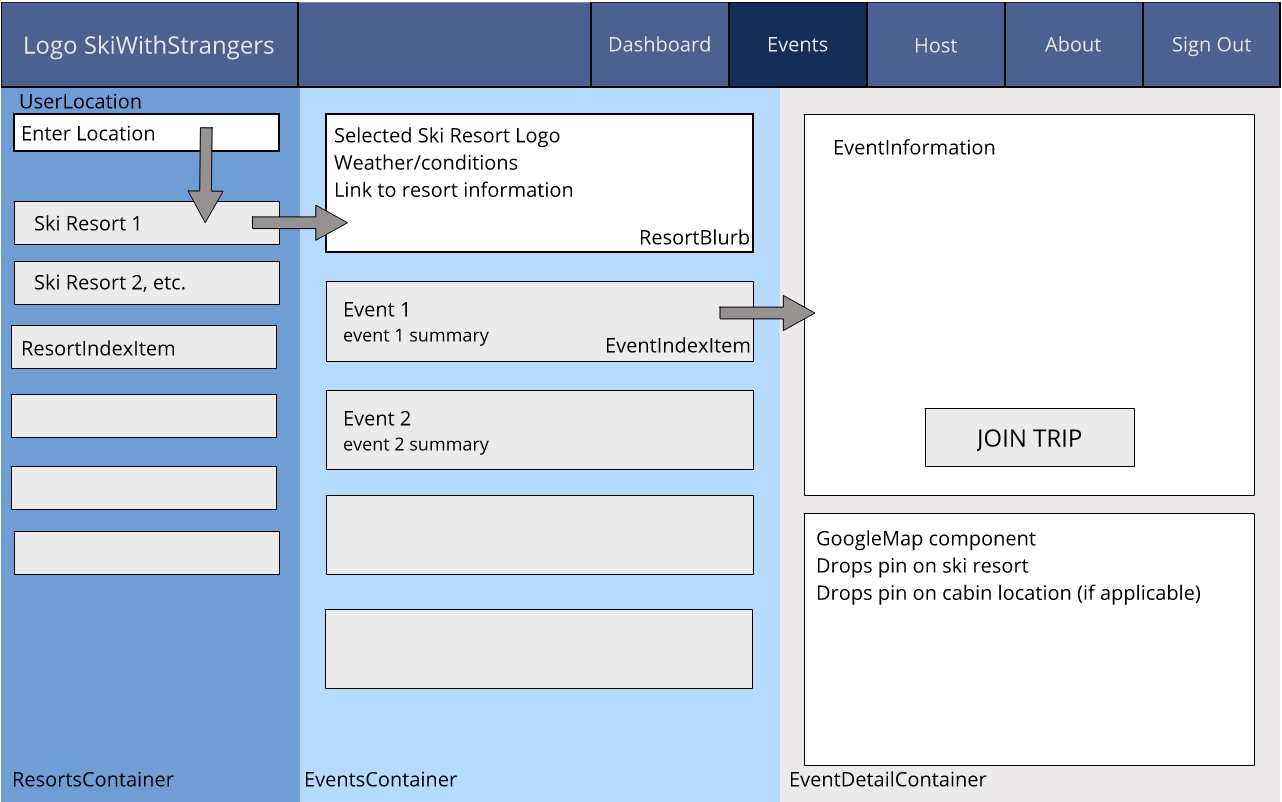 Logo SkiWithStrangers
Dashboard
Events
Host
About
Sign Out
UserLocation
Enter Location
Ski Resort 1
Ski Resort 2, etc.
ResortIndexItem
ResortsContainer
Selected Ski Resort Logo
Weather/conditions
Link to resort information
ResortBlurb
Event 1
event 1 summary
EventIndexItem
Event 2
event 2 summary
EventsContainer
EventInformation
JOIN TRIP
GoogleMap component
Drops pin on ski resort
Drops pin on cabin location (if applicable)
EventDetailContainer